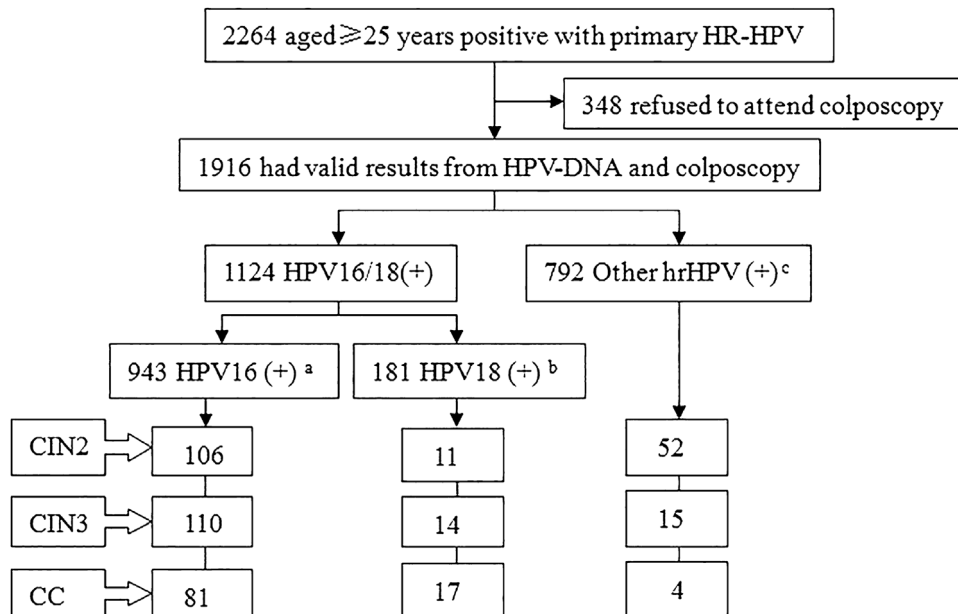 2264 aged≥25 years positive with primary HR-HPV
348 refused to attend colposcopy
1916 had valid results from HPV-DNA and colposcopy
1124 HPV16/18(+)
792 Other hrHPV (+)ᶜ
943 HPV16 (+) ᵃ
181 HPV18 (+) ᵇ
CIN2
106
11
52
CIN3
110
14
15
CC
81
17
4